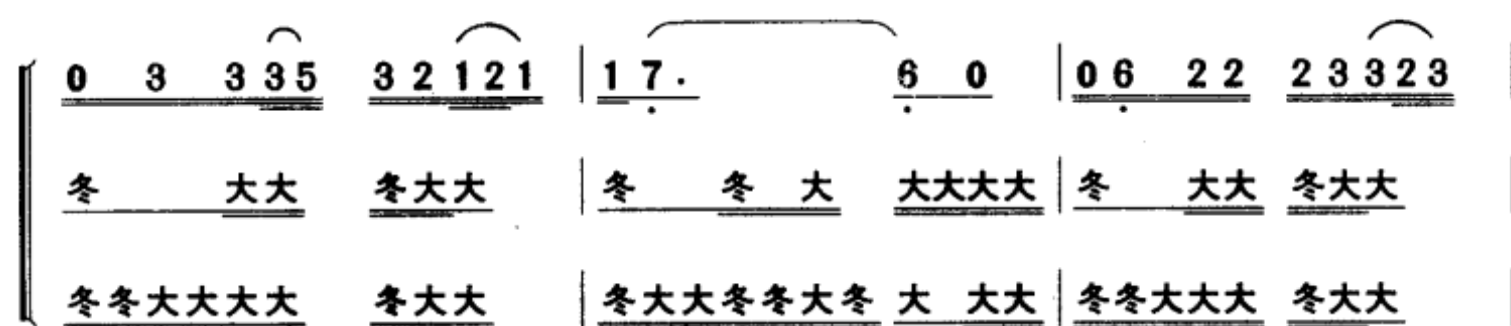 0 3 3 3 5 3 2 1 2 1 | 1 7 . 6 0 | 0 6 2 2 2 3 3 2 3 |
冬 大大 冬大大 | 冬 冬 大 大大大大 | 冬 大大 冬大大
冬冬大大大大 冬大大 | 冬大大冬冬大冬 大 大大 | 冬冬大大大 冬大大